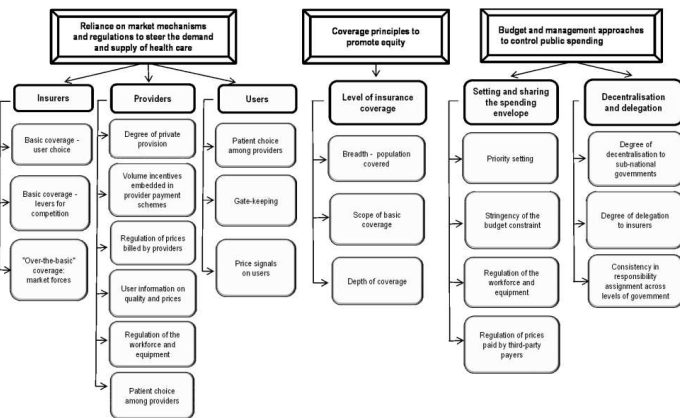 Reliance on market mechanisms
and regulations to steer the demand
and supply of health care
Insurers
Basic coverage -
user choice
Basic coverage -
levers for
competition
"Over-the-basic"
coverage:
market forces
Providers
Degree of private
provision
Volume incentives
embedded in
provider payment
schemes
Regulation of prices
billed by providers
User information on
quality and prices
Regulation of the
workforce and
equipment
Patient choice
among providers
Users
Patient choice
among providers
Gate-keeping
Price signals
on users
Coverage principles to
promote equity
Level of insurance
coverage
Breadth - population
covered
Scope of basic
coverage
Depth of coverage
Budget and management approaches
to control public spending
Setting and sharing
the spending
envelope
Priority setting
Stringency of the
budget constraint
Regulation of the
workforce and
equipment
Regulation of prices
paid by third-party
payers
Decentralisation
and delegation
Degree of
decentralisation to
sub-national
governments
Degree of delegation
to insurers
Consistency in
responsibility
assignment across
levels of government